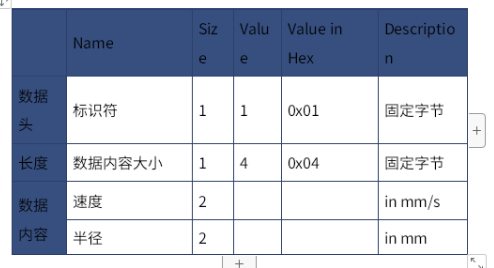 Name Size Value Value in Hex Description
数据头 标识符 1 1 0x01 固定字节
长度 数据内容大小 1 4 0x04 固定字节
数据内容 速度 2 in mm/s
半径 2 in mm